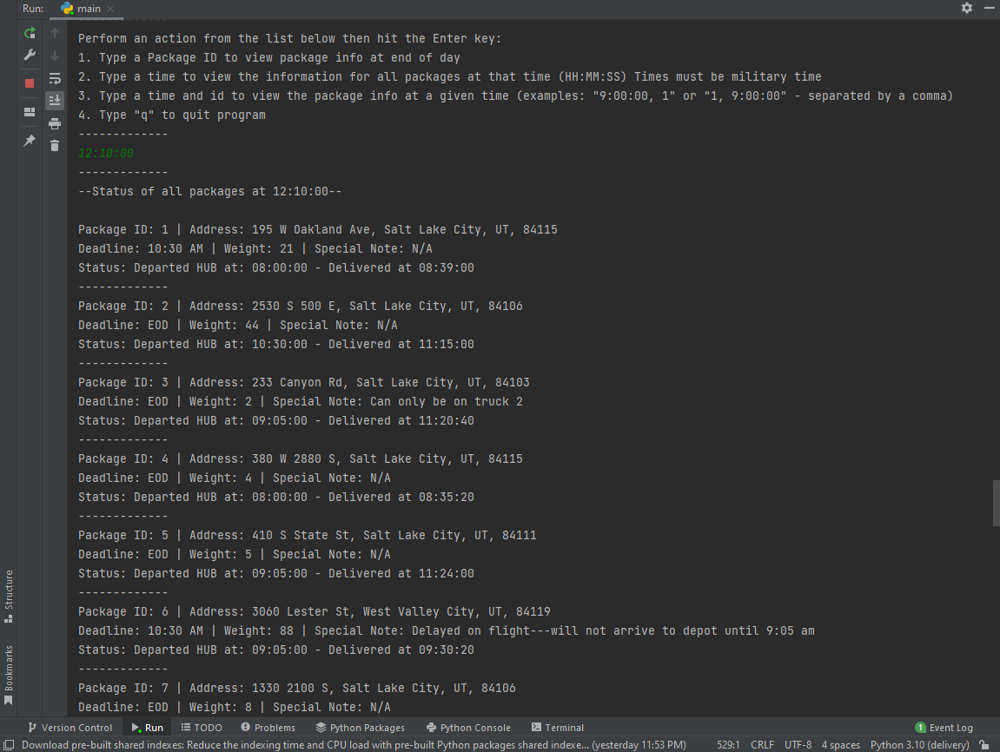 Run: main
-------------
Perform an action from the list below then hit the Enter key:
1. Type a Package ID to view package info at end of day
2. Type a time to view the information for all packages at that time (HH:MM:SS) Times must be military time
3. Type a time and id to view the package info at a given time (examples: "9:00:00, 1" or "1, 9:00:00" - separated by a comma)
4. Type "q" to quit program
-------------
12:10:00
-------------
--Status of all packages at 12:10:00--
Package ID: 1 | Address: 195 W Oakland Ave, Salt Lake City, UT, 84115
Deadline: 10:30 AM | Weight: 21 | Special Note: N/A
Status: Departed HUB at: 08:00:00 - Delivered at 08:39:00
-------------
Package ID: 2 | Address: 2530 S 500 E, Salt Lake City, UT, 84106
Deadline: EOD | Weight: 44 | Special Note: N/A
Status: Departed HUB at: 10:30:00 - Delivered at 11:15:00
-------------
Package ID: 3 | Address: 233 Canyon Rd, Salt Lake City, UT, 84103
Deadline: EOD | Weight: 2 | Special Note: Can only be on truck 2
Status: Departed HUB at: 09:05:00 - Delivered at 11:20:40
-------------
Package ID: 4 | Address: 380 W 2880 S, Salt Lake City, UT, 84115
Deadline: EOD | Weight: 4 | Special Note: N/A
Status: Departed HUB at: 08:00:00 - Delivered at 08:35:20
-------------
Package ID: 5 | Address: 410 S State St, Salt Lake City, UT, 84111
Deadline: EOD | Weight: 5 | Special Note: N/A
Status: Departed HUB at: 09:05:00 - Delivered at 11:24:00
-------------
Package ID: 6 | Address: 3060 Lester St, West Valley City, UT, 84119
Deadline: 10:30 AM | Weight: 88 | Special Note: Delayed on flight---will not arrive to depot until 9:05 am
Status: Departed HUB at: 09:05:00 - Delivered at 09:30:20
-------------
Package ID: 7 | Address: 1330 2100 S, Salt Lake City, UT, 84106
Deadline: EOD | Weight: 8 | Special Note: N/A
Structure
Bookmarks
Version Control Run TODO Problems Python Packages Python Console Terminal 1 Event Log
Download pre-built shared indexes: Reduce the indexing time and CPU load with pre-built Python packages shared indexe... (yesterday 11:53 PM) 529:1 CRLF UTF-8 4 spaces Python 3.10 (delivery)